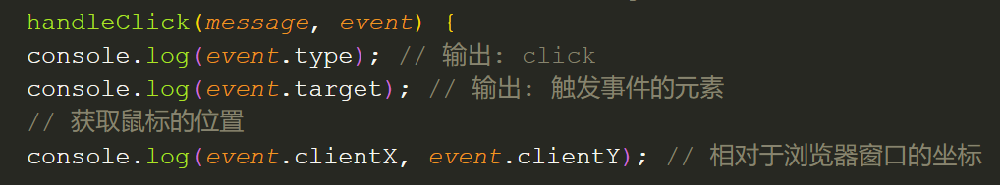 handleClick(message, event) {
console.log(event.type); // 输出: click
console.log(event.target); // 输出: 触发事件的元素
// 获取鼠标的位置
console.log(event.clientX, event.clientY); // 相对于浏览器窗口的坐标